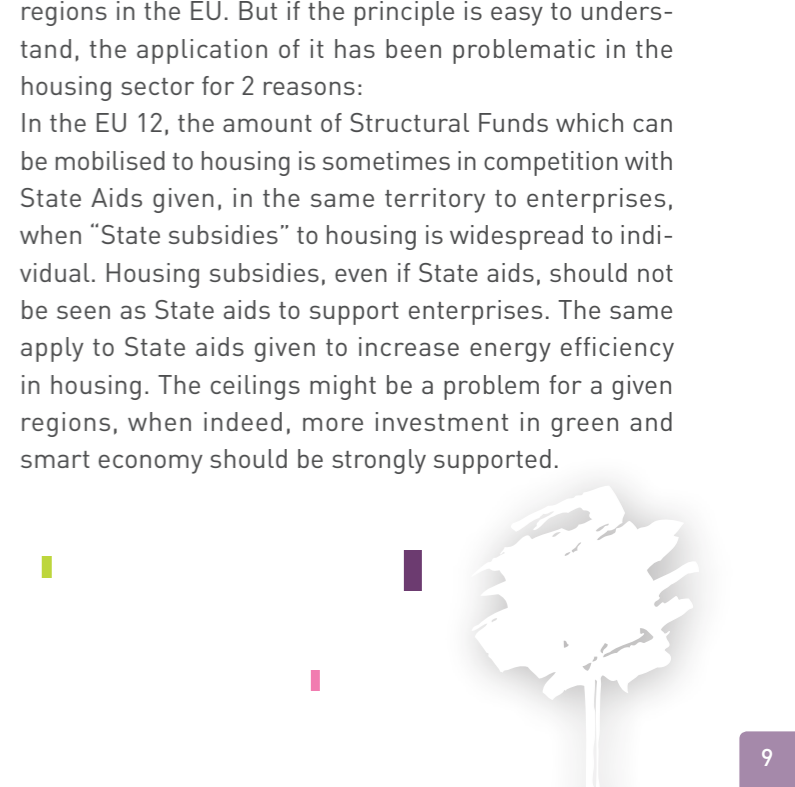 regions in the EU. But if the principle is easy to unders-
tand, the application of it has been problematic in the
housing sector for 2 reasons:
In the EU 12, the amount of Structural Funds which can
be mobilised to housing is sometimes in competition with
State Aids given, in the same territory to enterprises,
when “State subsidies” to housing is widespread to indi-
vidual. Housing subsidies, even if State aids, should not
be seen as State aids to support enterprises. The same
apply to State aids given to increase energy efficiency
in housing. The ceilings might be a problem for a given
regions, when indeed, more investment in green and
smart economy should be strongly supported.
9